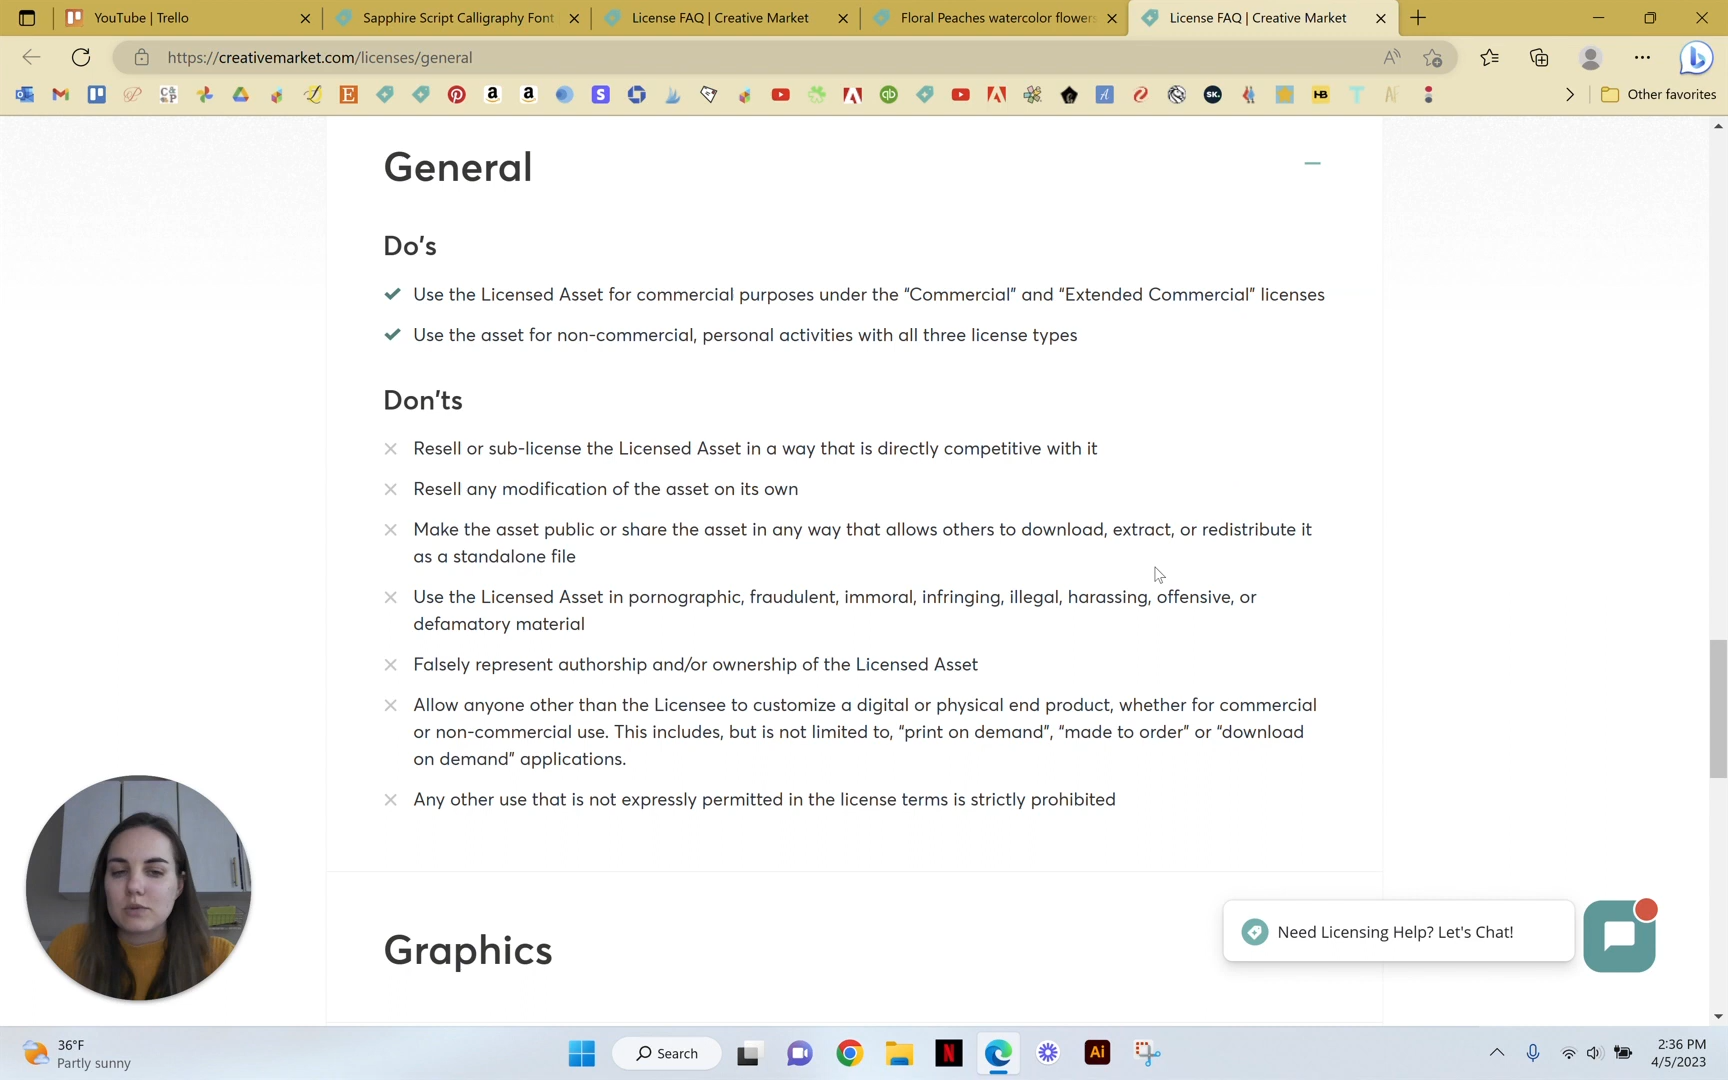 YouTube | Trello
Sapphire Script Calligraphy Font
License FAQ | Creative Market
Floral Peaches watercolor flowers
License FAQ | Creative Market
https://creativemarket.com/licenses/general
Other favorites
General
Do's
Use the Licensed Asset for commercial purposes under the “Commercial” and “Extended Commercial” licenses
Use the asset for non-commercial, personal activities with all three license types
Don'ts
Resell or sub-license the Licensed Asset in a way that is directly competitive with it
Resell any modification of the asset on its own
Make the asset public or share the asset in any way that allows others to download, extract, or redistribute it
as a standalone file
Use the Licensed Asset in pornographic, fraudulent, immoral, infringing, illegal, harassing, offensive, or
defamatory material
Falsely represent authorship and/or ownership of the Licensed Asset
Allow anyone other than the Licensee to customize a digital or physical end product, whether for commercial
or non-commercial use. This includes, but is not limited to, “print on demand”, “made to order” or “download
on demand” applications.
Any other use that is not expressly permitted in the license terms is strictly prohibited
Graphics
Need Licensing Help? Let's Chat!
36°F
Partly sunny
Search
Ai
2:36 PM
4/5/2023